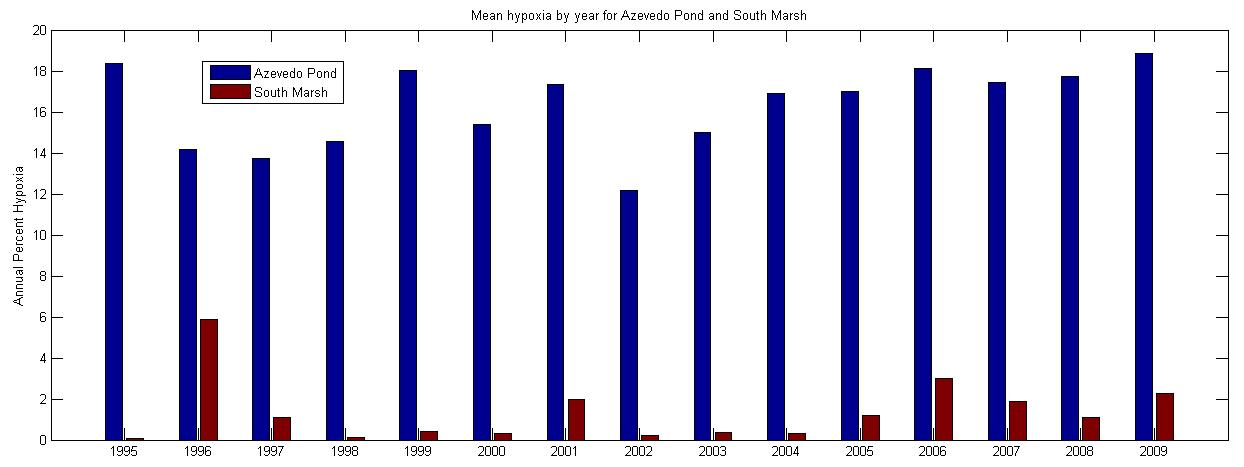 Mean hypoxia by year for Azevedo Pond and South Marsh
20
18
16
14
12
10
8
6
4
2
0
Annual Percent Hypoxia
Azevedo Pond
South Marsh
1995 1996 1997 1998 1999 2000 2001 2002 2003 2004 2005 2006 2007 2008 2009